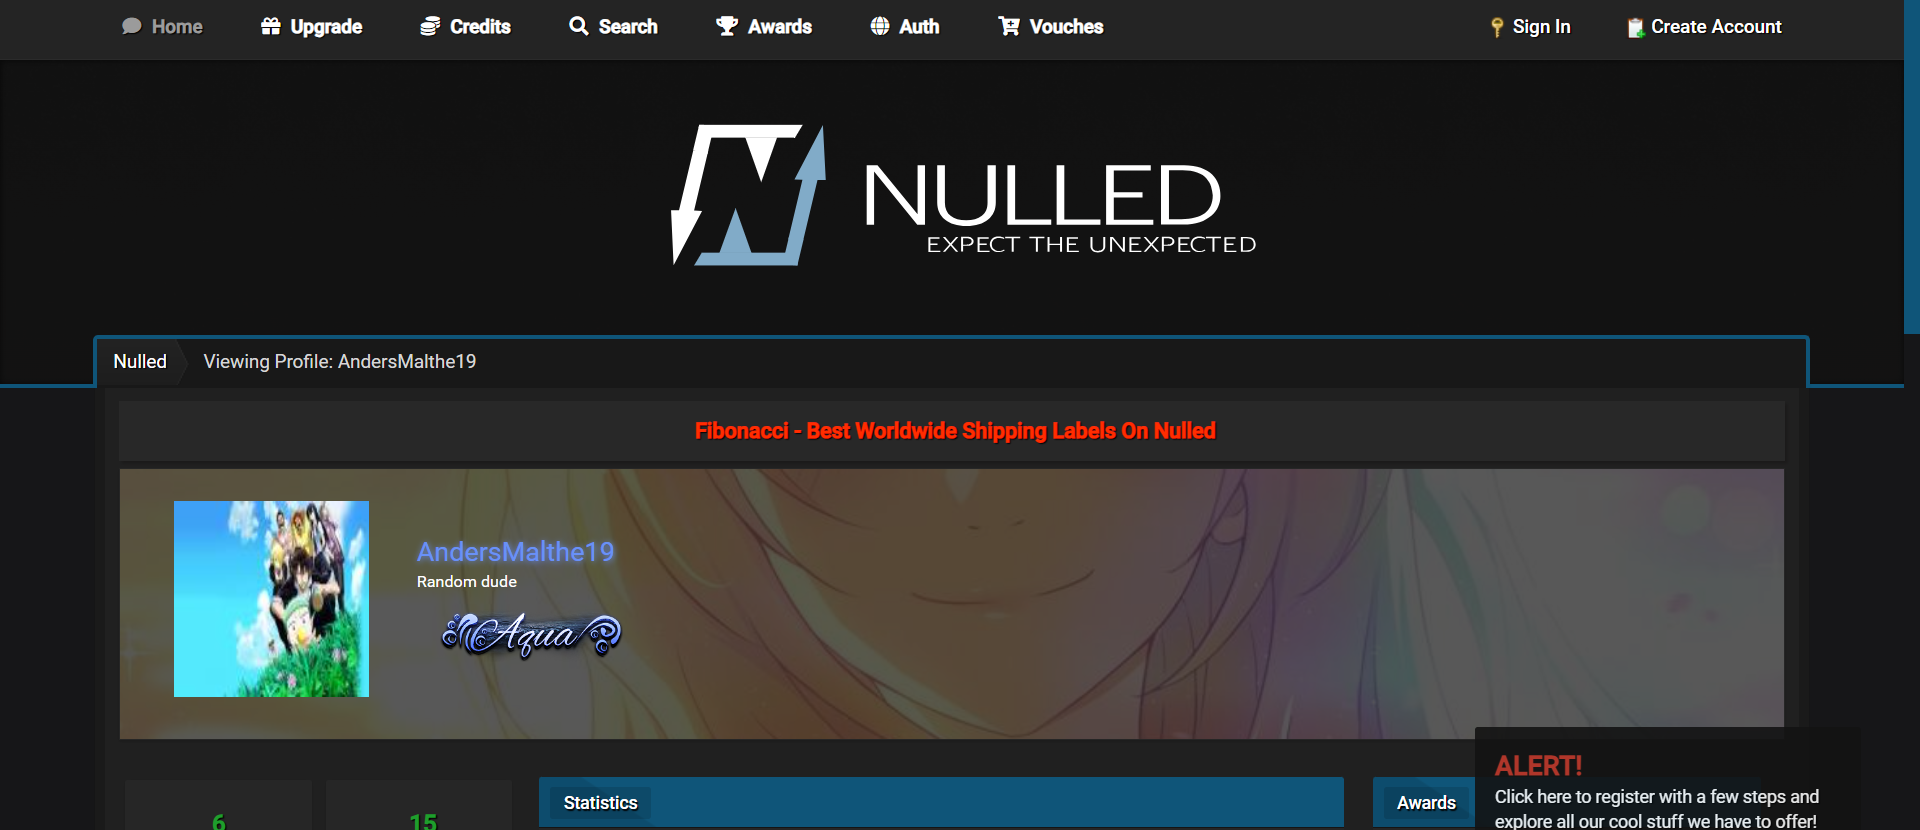 Home Upgrade Credits Search Awards Auth Vouches Sign In Create Account
NULLED
EXPECT THE UNEXPECTED
Nulled Viewing Profile: AndersMalthe19
Fibonacci - Best Worldwide Shipping Labels On Nulled
AndersMalthe19
Random dude
Aqua
6 15 Statistics Awards
ALERT!
Click here to register with a few steps and
explore all our cool stuff we have to offer!